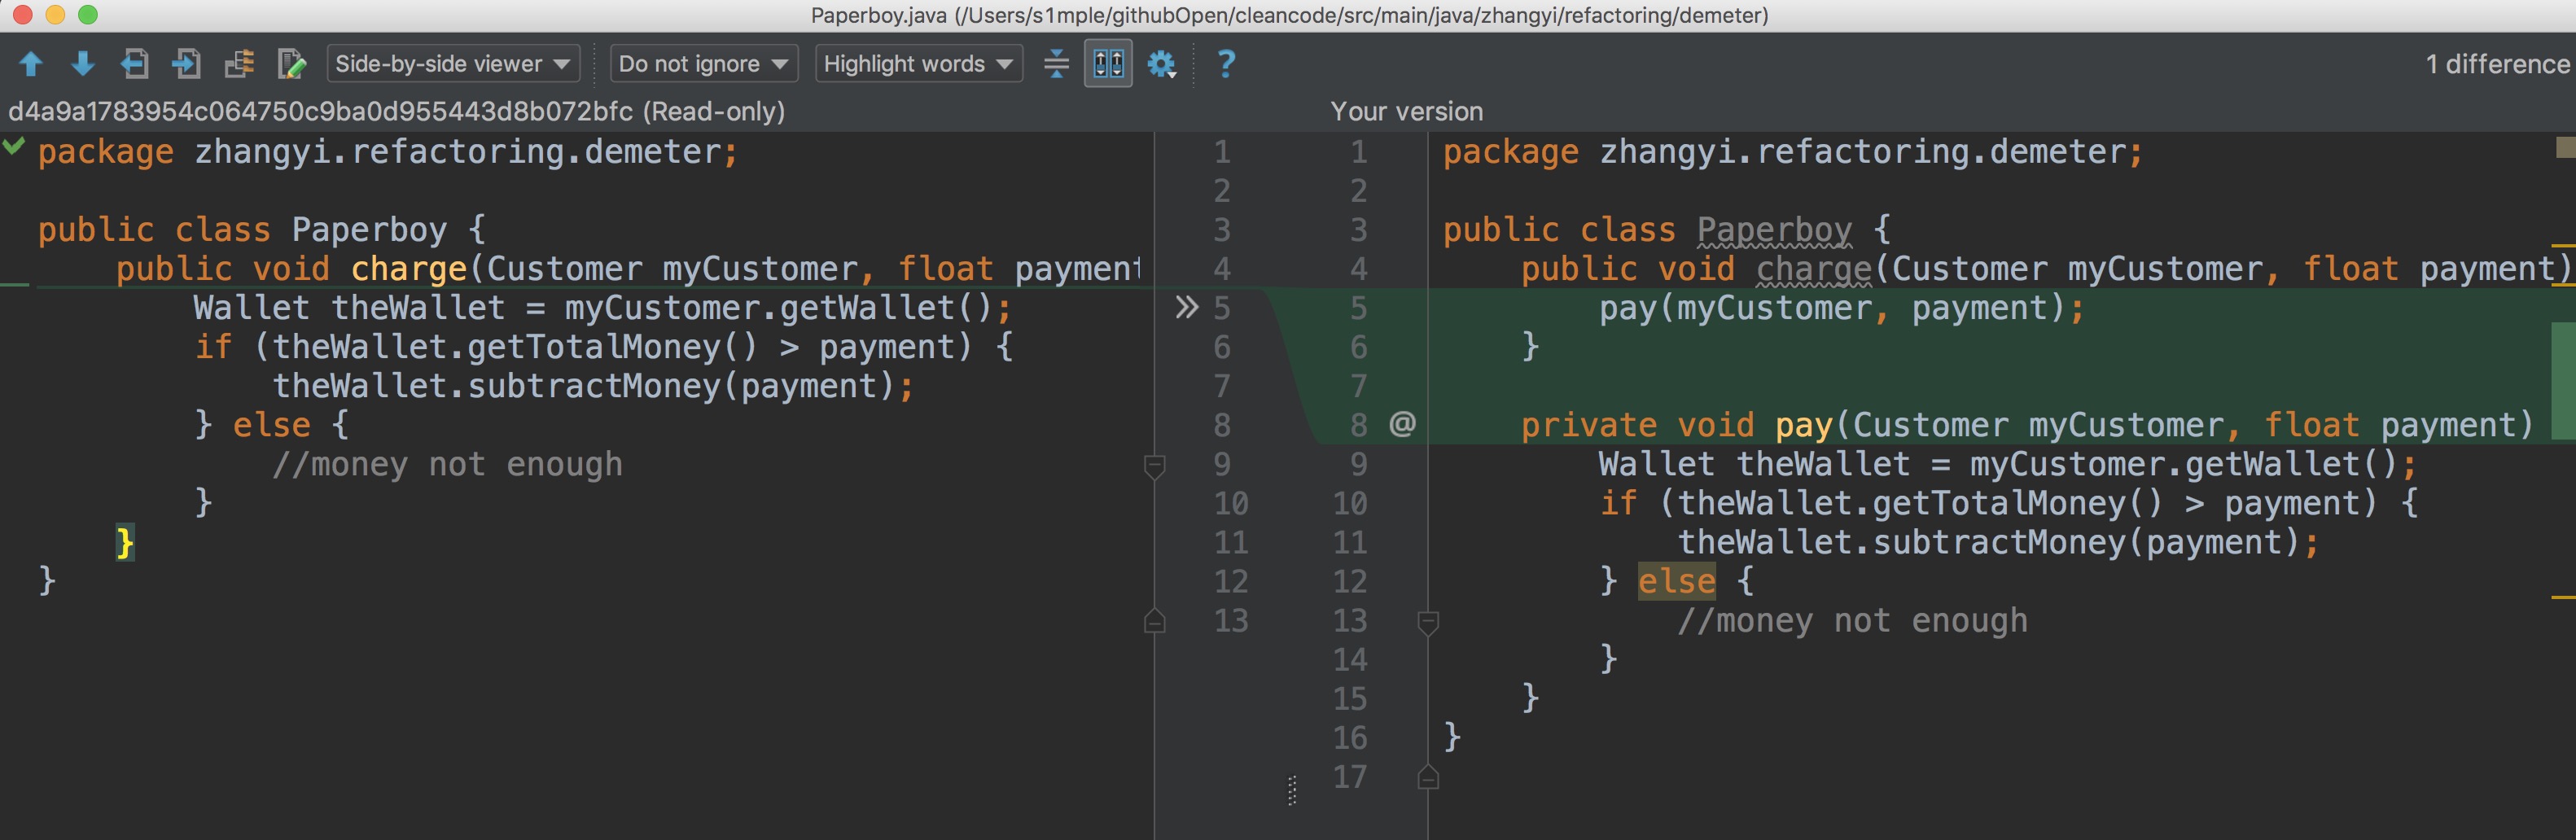 Paperboy.java (/Users/s1mple/githubOpen/cleancode/src/main/java/zhangyi/refactoring/demeter)
Side-by-side viewer Do not ignore Highlight words ? 1 difference
d4a9a1783954c064750c9ba0d955443d8b072bfc (Read-only)
Your version
package zhangyi.refactoring.demeter;
public class Paperboy {
public void charge(Customer myCustomer, float payment
Wallet theWallet = myCustomer.getWallet();
if (theWallet.getTotalMoney() > payment) {
theWallet.subtractMoney(payment);
} else {
//money not enough
}
}
}
1 1
2 2
3 3
4 4
>> 5 5
6 6
7 7
8 8 @
9 9
10 10
11 11
12 12
13 13
14
15
16
17
package zhangyi.refactoring.demeter;
public class Paperboy {
public void charge(Customer myCustomer, float payment)
pay(myCustomer, payment);
}
private void pay(Customer myCustomer, float payment)
Wallet theWallet = myCustomer.getWallet();
if (theWallet.getTotalMoney() > payment) {
theWallet.subtractMoney(payment);
} else {
//money not enough
}
}
}